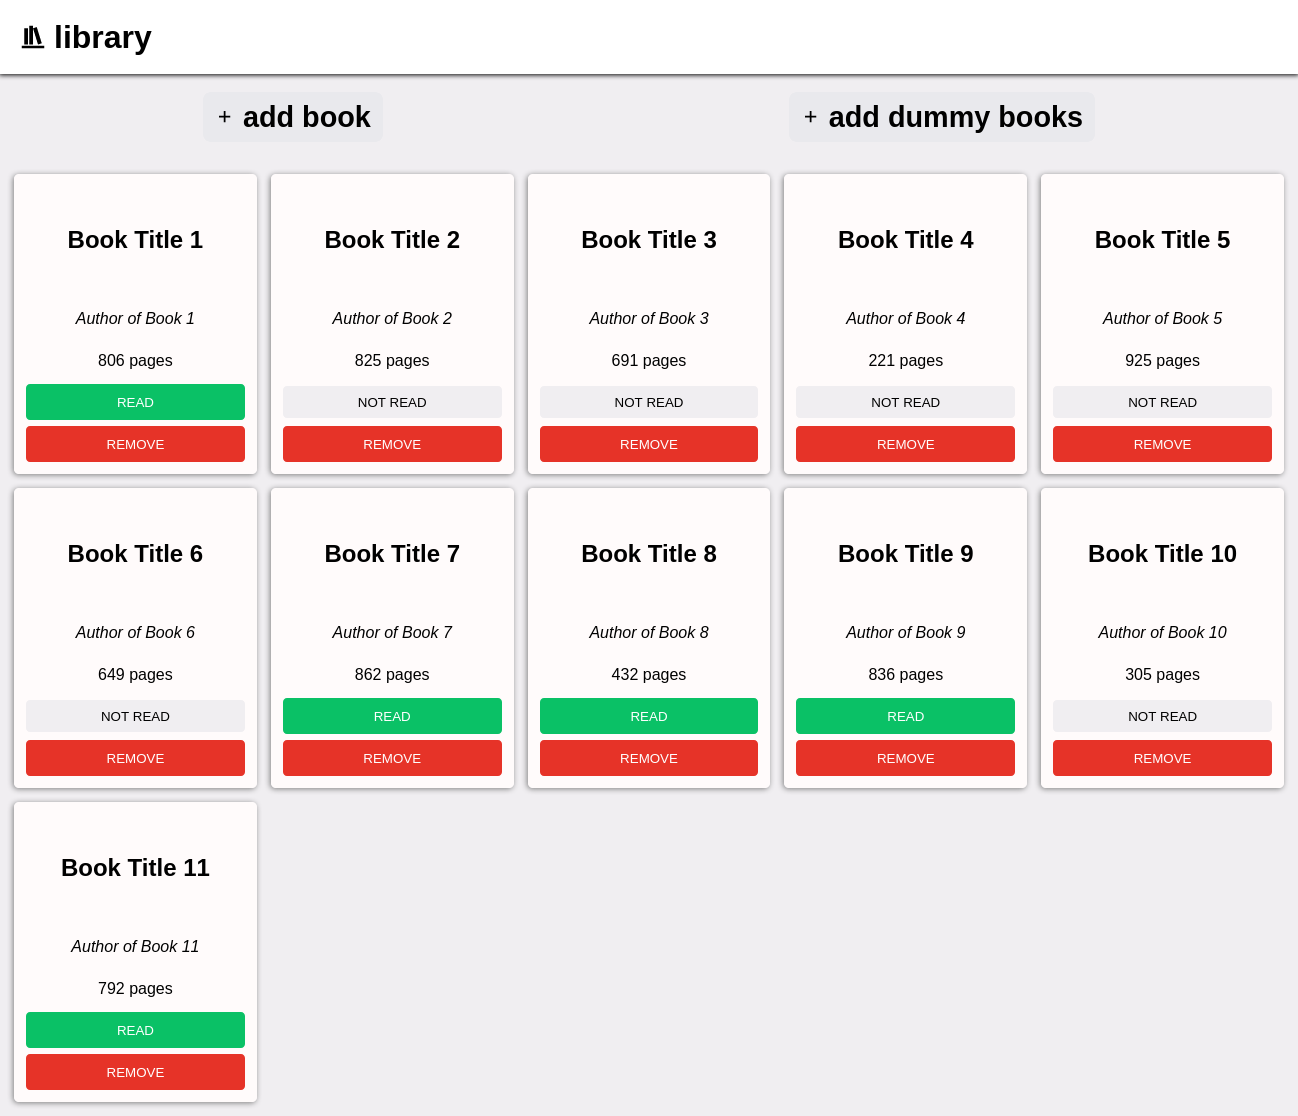 library
+ add book
+ add dummy books
Book Title 1
Author of Book 1
806 pages
READ
REMOVE
Book Title 2
Author of Book 2
825 pages
NOT READ
REMOVE
Book Title 3
Author of Book 3
691 pages
NOT READ
REMOVE
Book Title 4
Author of Book 4
221 pages
NOT READ
REMOVE
Book Title 5
Author of Book 5
925 pages
NOT READ
REMOVE
Book Title 6
Author of Book 6
649 pages
NOT READ
REMOVE
Book Title 7
Author of Book 7
862 pages
READ
REMOVE
Book Title 8
Author of Book 8
432 pages
READ
REMOVE
Book Title 9
Author of Book 9
836 pages
READ
REMOVE
Book Title 10
Author of Book 10
305 pages
NOT READ
REMOVE
Book Title 11
Author of Book 11
792 pages
READ
REMOVE